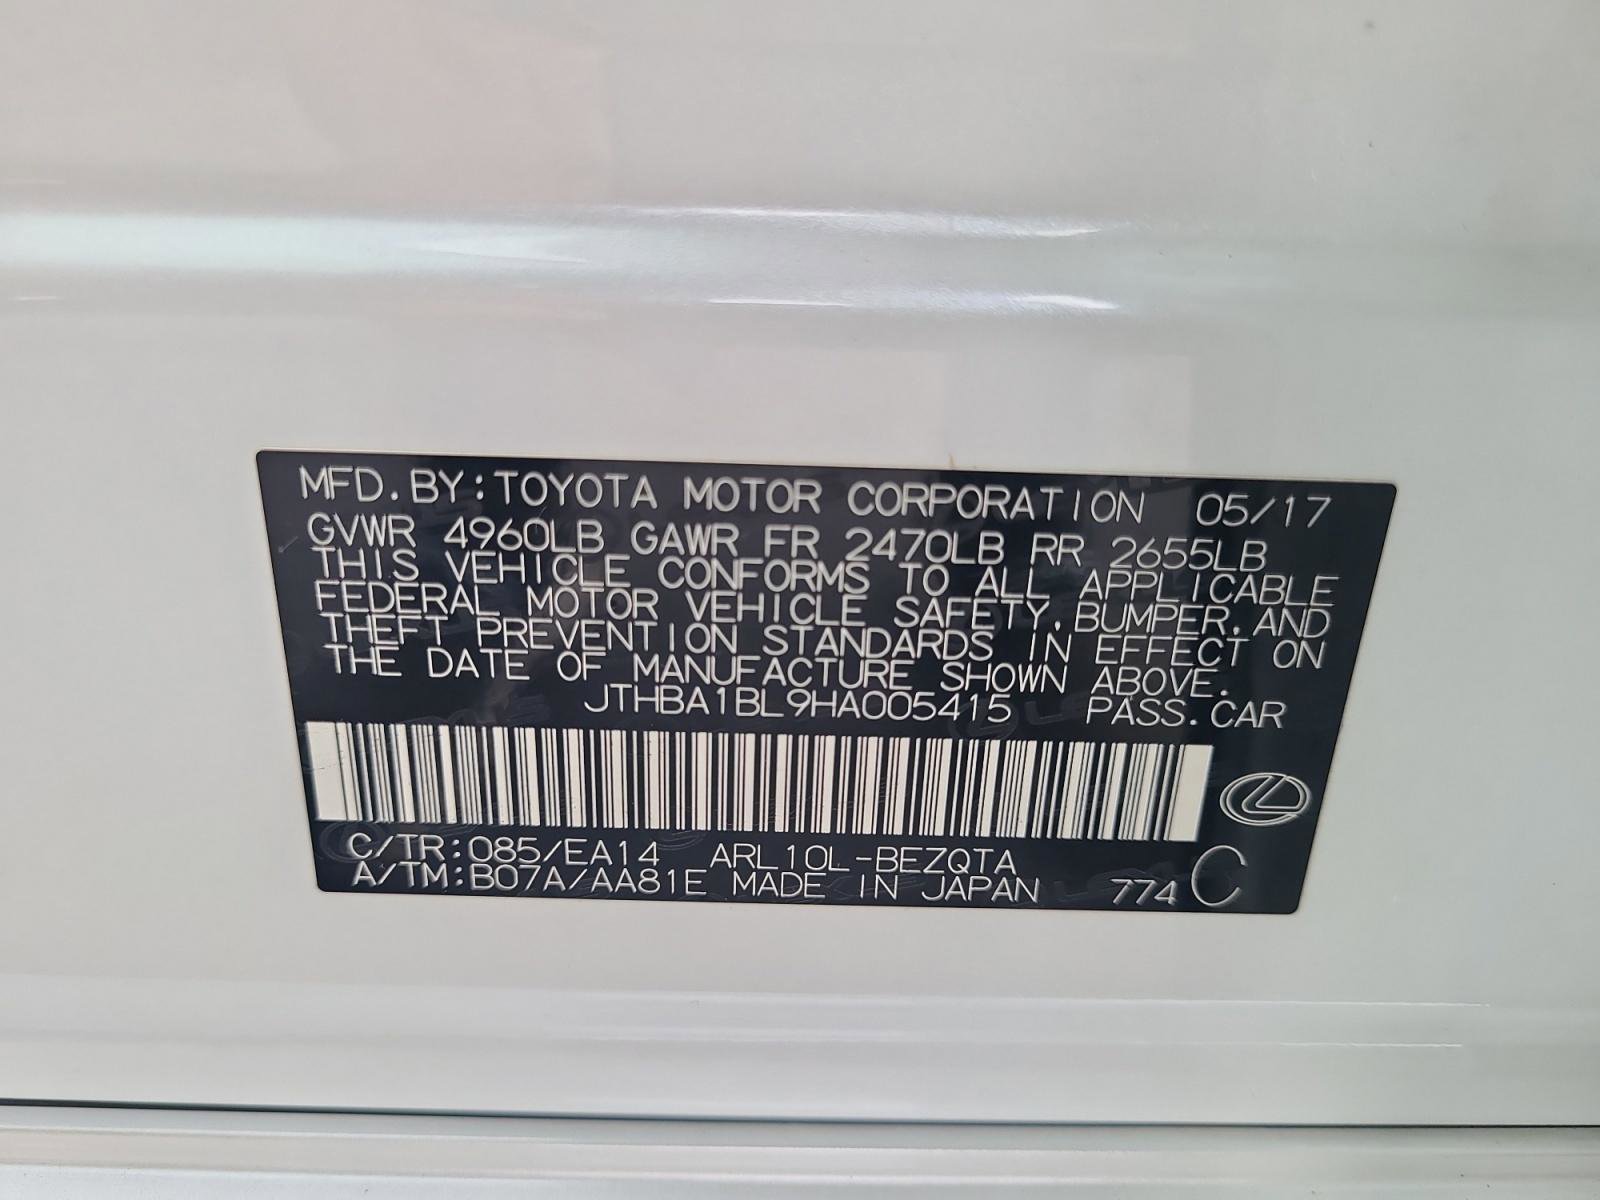 MFD. BY: TOYOTA MOTOR CORPORATION 05/17
GVWR 4960LB GAWR FR 2470LB RR 2655LB
THIS VEHICLE CONFORMS TO ALL APPLICABLE
FEDERAL MOTOR VEHICLE SAFETY, BUMPER, AND
THEFT PREVENTION STANDARDS IN EFFECT ON
THE DATE OF MANUFACTURE SHOWN ABOVE.
JTHBA1BL9HA005415 PASS. CAR
C/TR: 085/EA14 ARL10L-BEZQTA
A/TM: B07A/AA81E MADE IN JAPAN 774 C